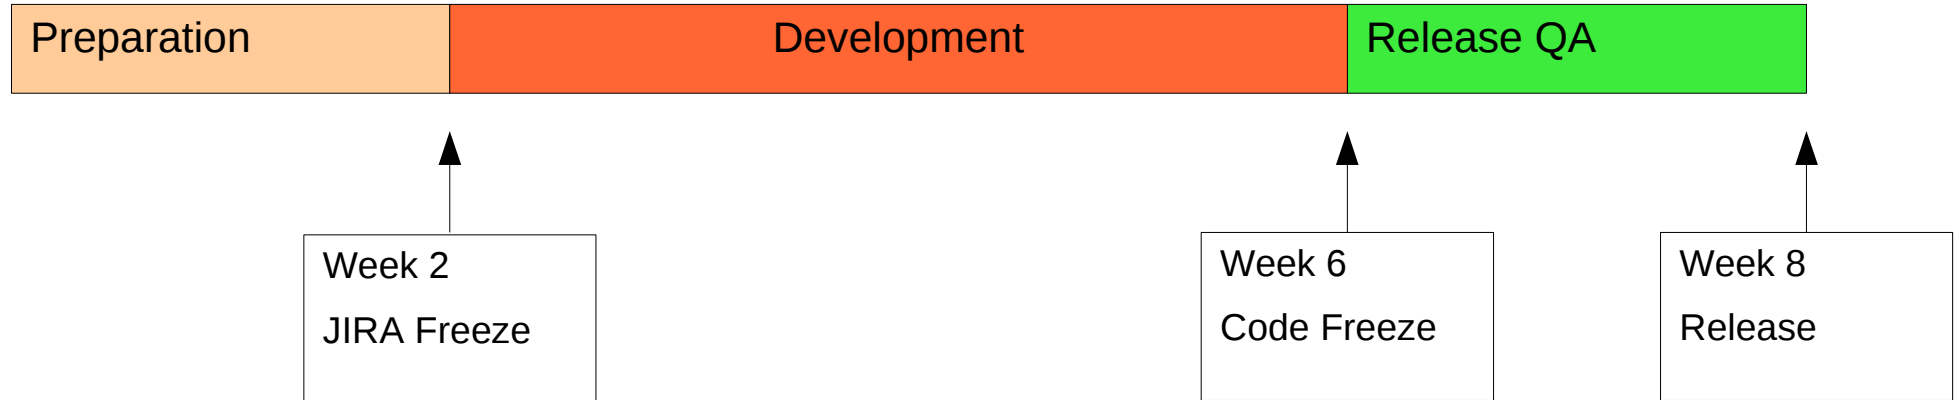 Preparation
Development
Release QA
Week 2
JIRA Freeze
Week 6
Code Freeze
Week 8
Release